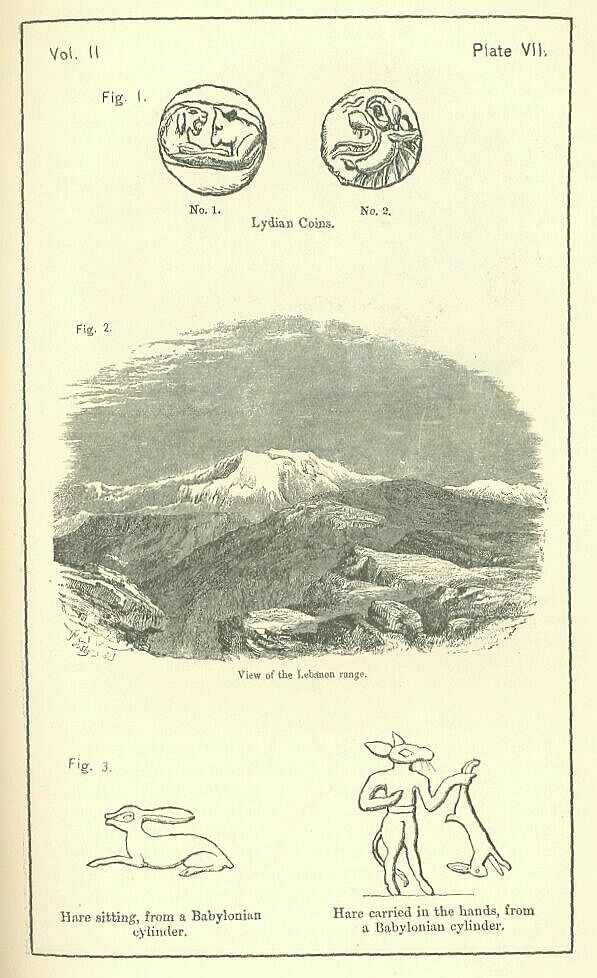 Vol. II
Plate VII.
Fig. 1.
No. 1.
No. 2.
Lydian Coins.
Fig. 2.
View of the Lebanon range.
Fig. 3.
Hare sitting, from a Babylonian
cylinder.
Hare carried in the hands, from
a Babylonian cylinder.